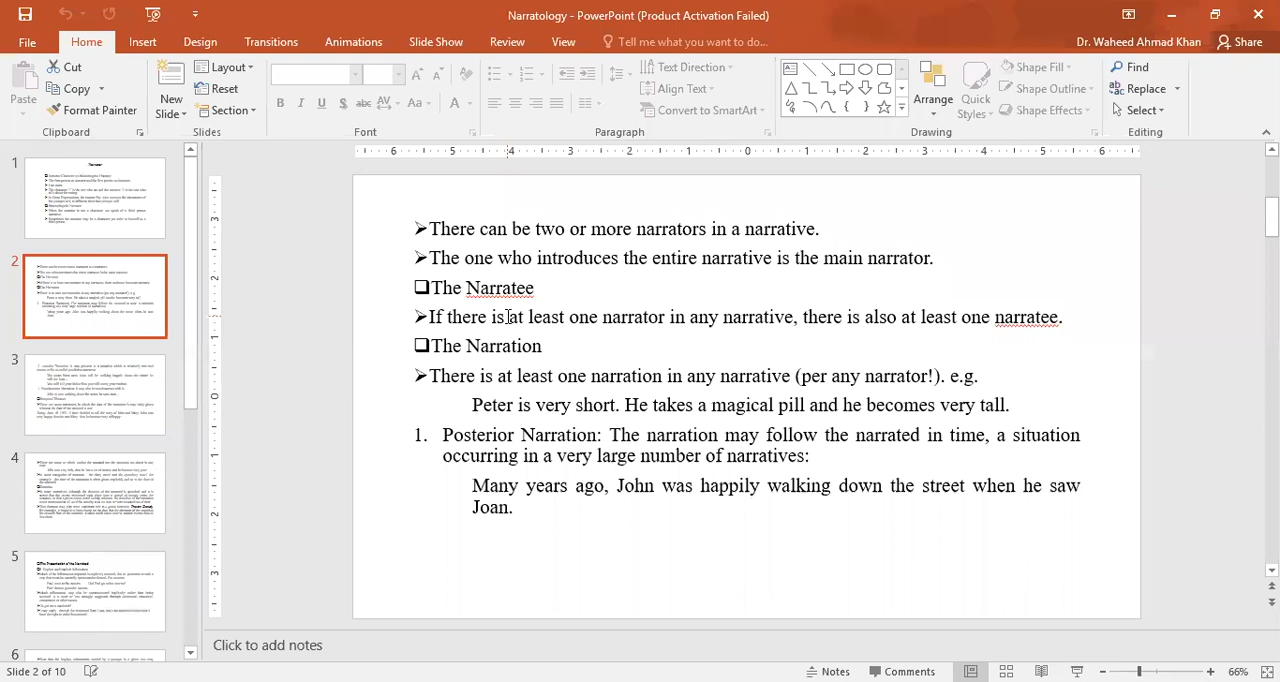 Narratology - PowerPoint (Product Activation Failed)
File Home Insert Design Transitions Animations Slide Show Review View Tell me what you want to do... Dr. Waheed Ahmad Khan Share
Paste Cut Copy Format Painter Clipboard
New Slide Layout Reset Section Slides
Font
Paragraph Text Direction Align Text Convert to SmartArt
Drawing Arrange Quick Styles Shape Fill Shape Outline Shape Effects
Editing Find Replace Select
There can be two or more narrators in a narrative.
The one who introduces the entire narrative is the main narrator.
The Narratee
If there is at least one narrator in any narrative, there is also at least one narratee.
The Narration
There is at least one narration in any narrative (per any narrator!). e.g.
Peter is very short. He takes a magical pill and he becomes very tall.
1. Posterior Narration: The narration may follow the narrated in time, a situation
occurring in a very large number of narratives:
Many years ago, John was happily walking down the street when he saw
Joan.
1
2
3
4
5
6
Click to add notes
Slide 2 of 10 Notes Comments 66%